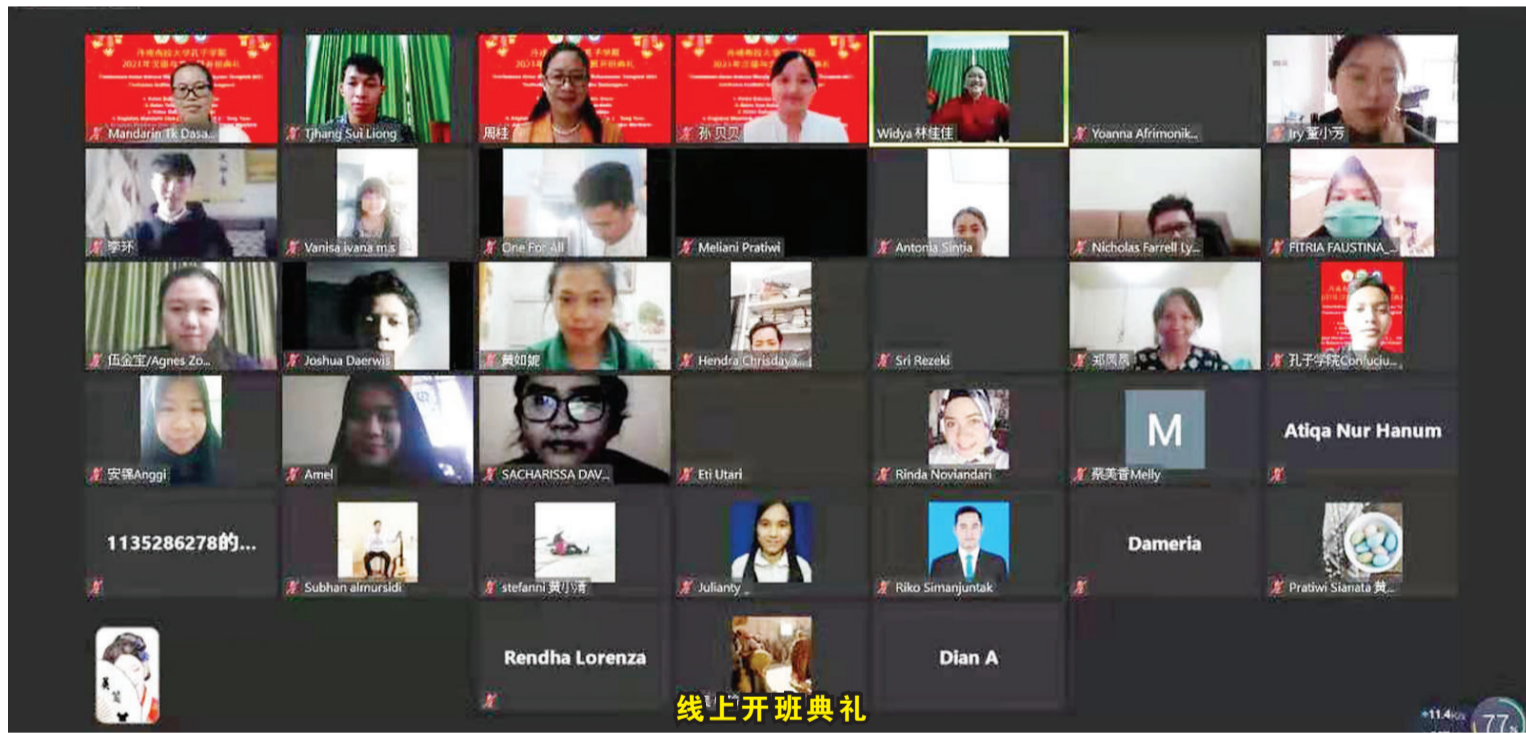 Mandarin Tk Dasa...
Tjhang Sui Liong
周桂
孙 贝贝
Widya 林佳佳
Yoanna Afrimonik...
Iry 董小芳
李环
Vanisa ivana m.s
One For All
Meliani Pratiwi
Antonia Sintia
Nicholas Farrell Ly...
FITRIA FAUSTINA_...
伍金宝/Agnes Zo...
Joshua Daerwis
黄如妮
Hendra Chrisdaya...
Sri Rezeki
郑凤凤
孔子学院Confuciu...
安锦Anggi
Amel
SACHARISSA DAV...
Eti Utari
Rinda Noviandari
M
蔡美香Melly
Atiqa Nur Hanum
1135286278的...
Subhan almursidi
stefanni 黄小清
Julianty _
Riko Simanjuntak
Dameria
Pratiwi Sianata 黄...
Rendha Lorenza
Dian A
线上开班典礼
77%